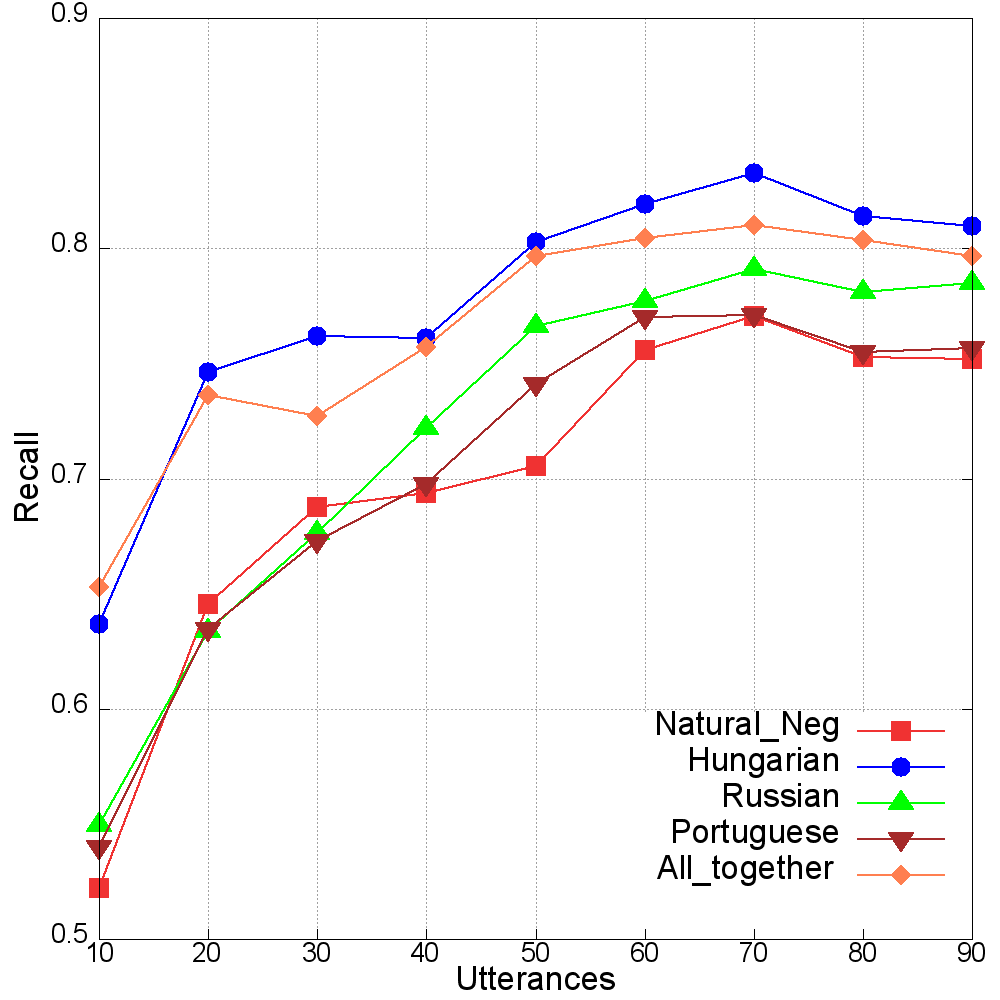 0.9
0.8
0.7
0.6
0.5
Recall
Natural_Neg
Hungarian
Russian
Portuguese
All_together
10 20 30 40 50 60 70 80 90
Utterances